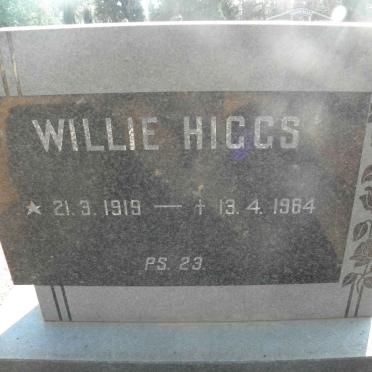 WILLIE HIGGS
★ 21. 3. 1919 — † 13. 4. 1964
PS. 23.